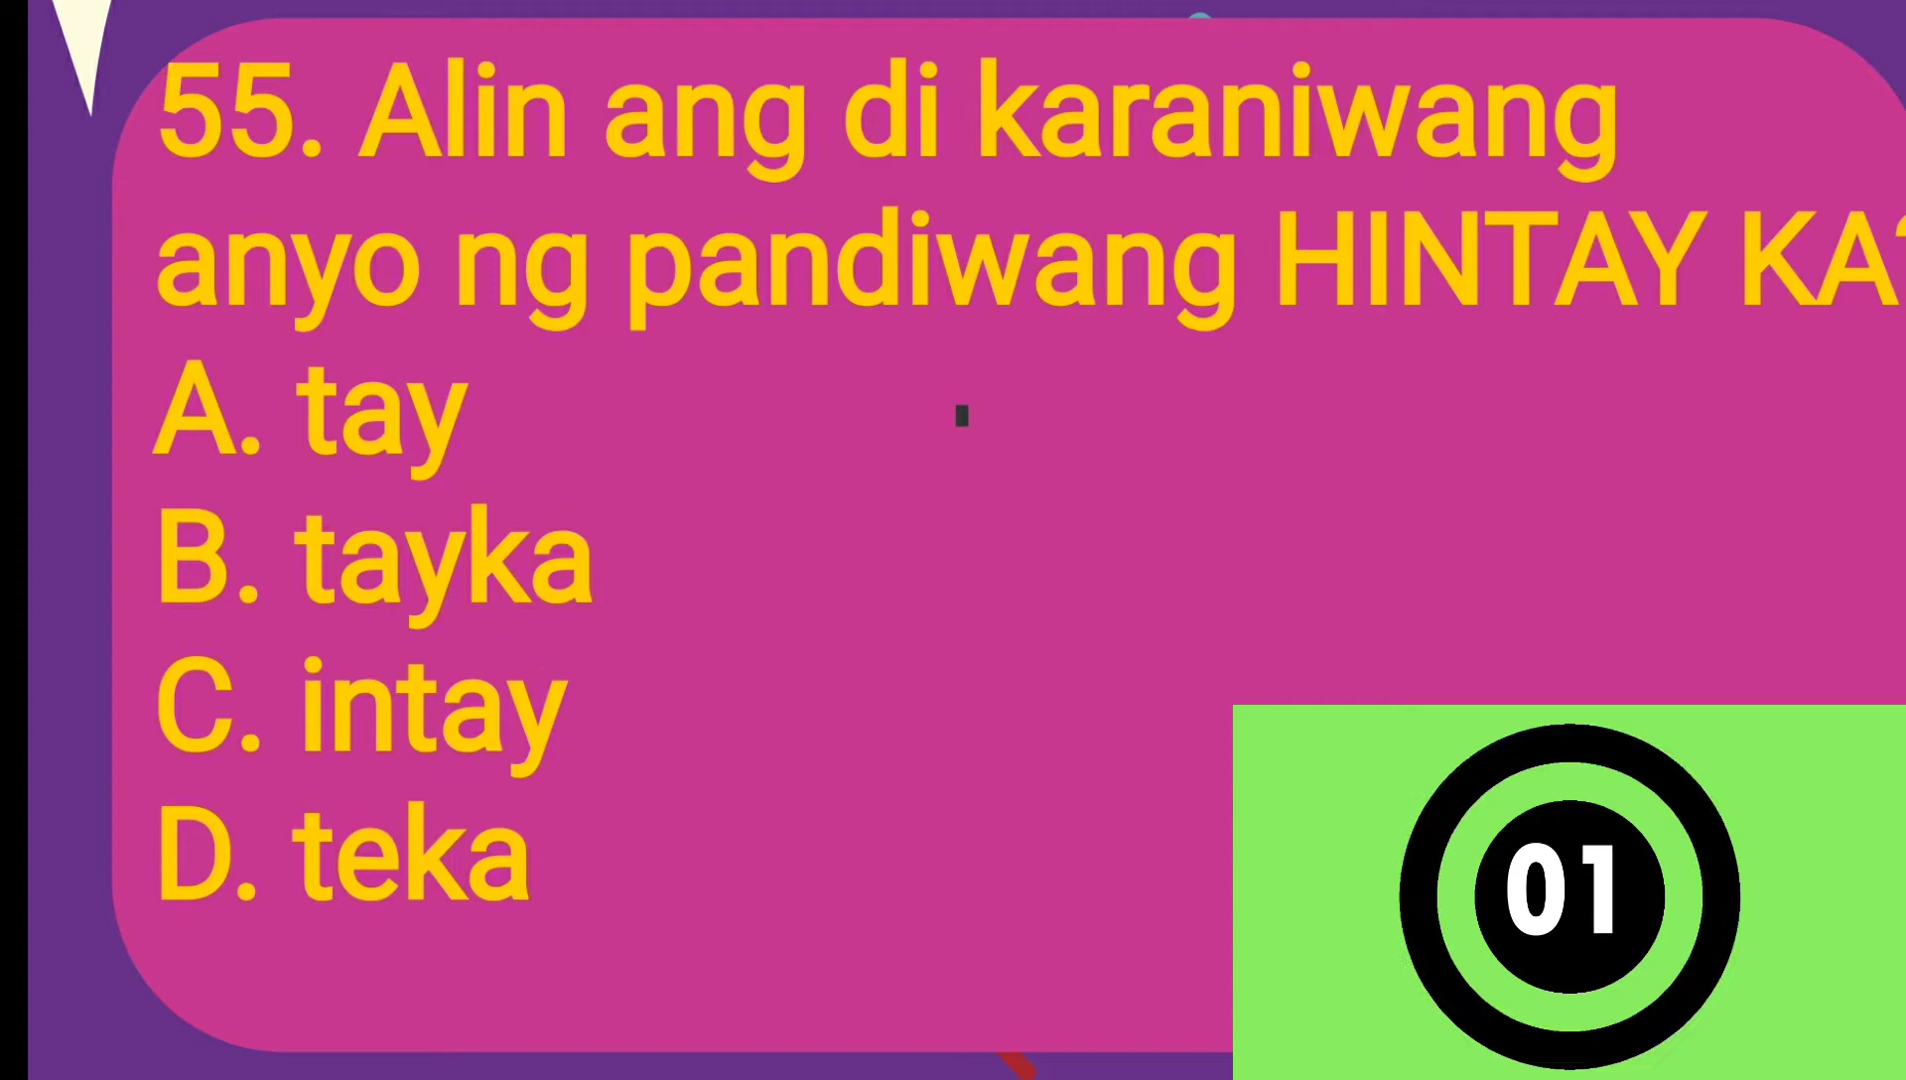 55. Alin ang di karaniwang
anyo ng pandiwang HINTAY KA?
A. tay
B. tayka
C. intay
D. teka
01